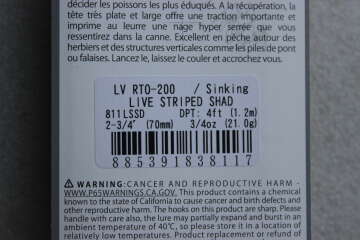 décider les poissons les plus éduqués. A la récupération, la
tête très plate et large offre une traction importante et
imprime au leurre une nage hyper serrée que vous
ressentirez dans la canne. Excellent en pêche autour des
herbiers et des structures verticales comme les piles de pont
ou falaises. Lancez, laissez le couler et accrochez vous.
LV RTO-200 / Sinking
LIVE STRIPED SHAD
811LSSD DPT: 4ft (1.2m)
2-3/4" (70mm) 3/4oz (21.0g)
885391838117
⚠ WARNING:CANCER AND REPRODUCTIVE HARM -
WWW.P65WARNINGS.CA.GOV, This product contains a chemical
known to the state of California to cause cancer and birth defects and
other reproductive harm. The hooks on this product are sharp. Please
handle with care also, the lure may partially expand and burst in an
ambient temperature of 40°C, so please store in a location of
relatively low temperatures. Product replacement or refund of